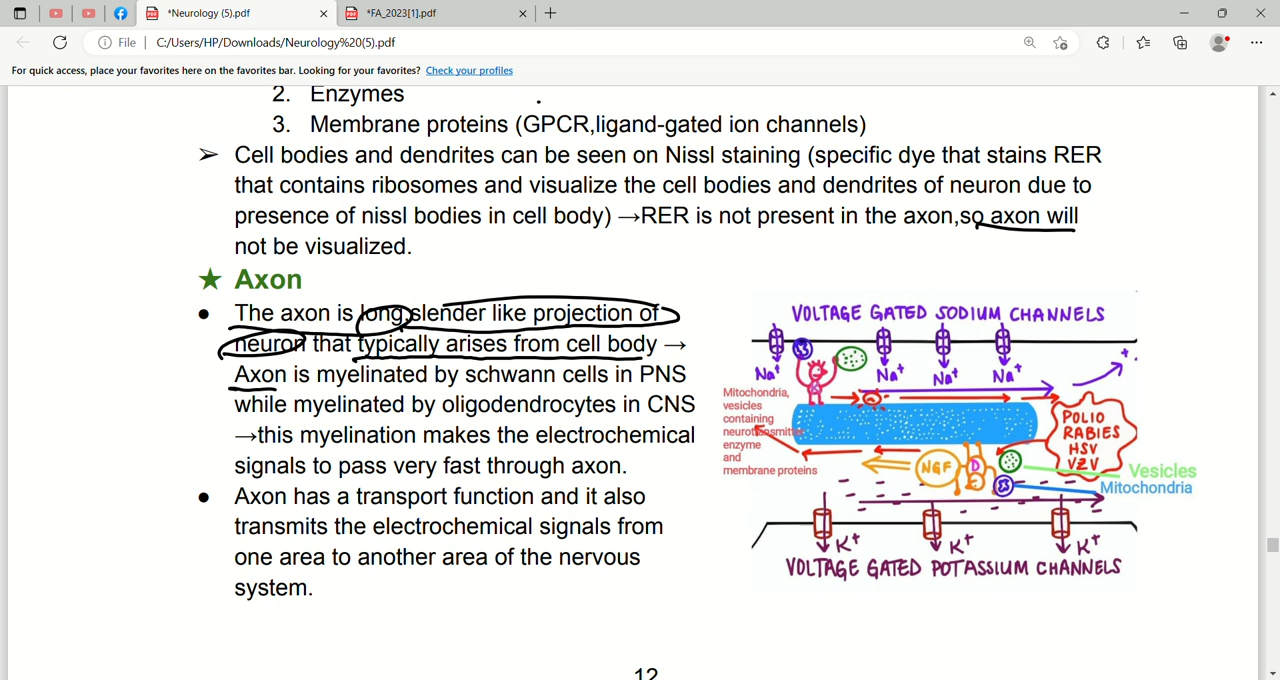 *Neurology (5).pdf
*FA_2023[1].pdf
File C:/Users/HP/Downloads/Neurology%20(5).pdf
For quick access, place your favorites here on the favorites bar. Looking for your favorites? Check your profiles
2. Enzymes
3. Membrane proteins (GPCR,ligand-gated ion channels)
➢ Cell bodies and dendrites can be seen on Nissl staining (specific dye that stains RER
that contains ribosomes and visualize the cell bodies and dendrites of neuron due to
presence of nissl bodies in cell body) →RER is not present in the axon,so axon will
not be visualized.
★ Axon
● The axon is long slender like projection of
neuron that typically arises from cell body →
Axon is myelinated by schwann cells in PNS
while myelinated by oligodendrocytes in CNS
→this myelination makes the electrochemical
signals to pass very fast through axon.
● Axon has a transport function and it also
transmits the electrochemical signals from
one area to another area of the nervous
system.
VOLTAGE GATED SODIUM CHANNELS
Na+ Na+ Na+ Na+
Mitochondria,
vesicles
containing
neurotransmitter
enzyme
and
membrane proteins
POLIO
RABIES
HSV
VZV
NGF
D
Vesicles
Mitochondria
K+ K+ K+
VOLTAGE GATED POTASSIUM CHANNELS
12